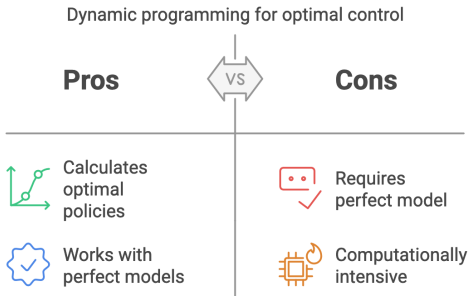 Dynamic programming for optimal control
Pros
VS
Cons
Calculates
optimal
policies
Requires
perfect model
Works with
perfect models
Computationally
intensive